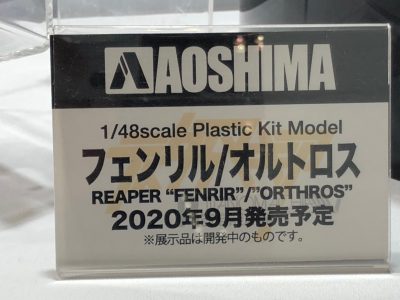 AOSHIMA
1/48scale Plastic Kit Model
フェンリル/オルトロス
REAPER “FENRIR”/”ORTHROS”
2020年9月発売予定
※展示品は開発中のものです。